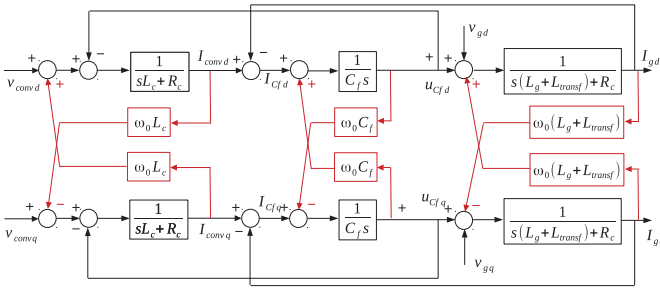 v_gd
I_convd
I_Cfd
u_Cfd
I_gd
v_convd
1
sL_c+R_c
1
C_f s
1
s(L_g+L_transf)+R_c
ω_0 L_c
ω_0 C_f
ω_0(L_g+L_transf)
ω_0 L_c
ω_0 C_f
ω_0(L_g+L_transf)
I_Cfq
u_Cfq
v_convq
1
sL_c+R_c
I_convq
1
C_f s
1
s(L_g+L_transf)+R_c
I_g
v_gq